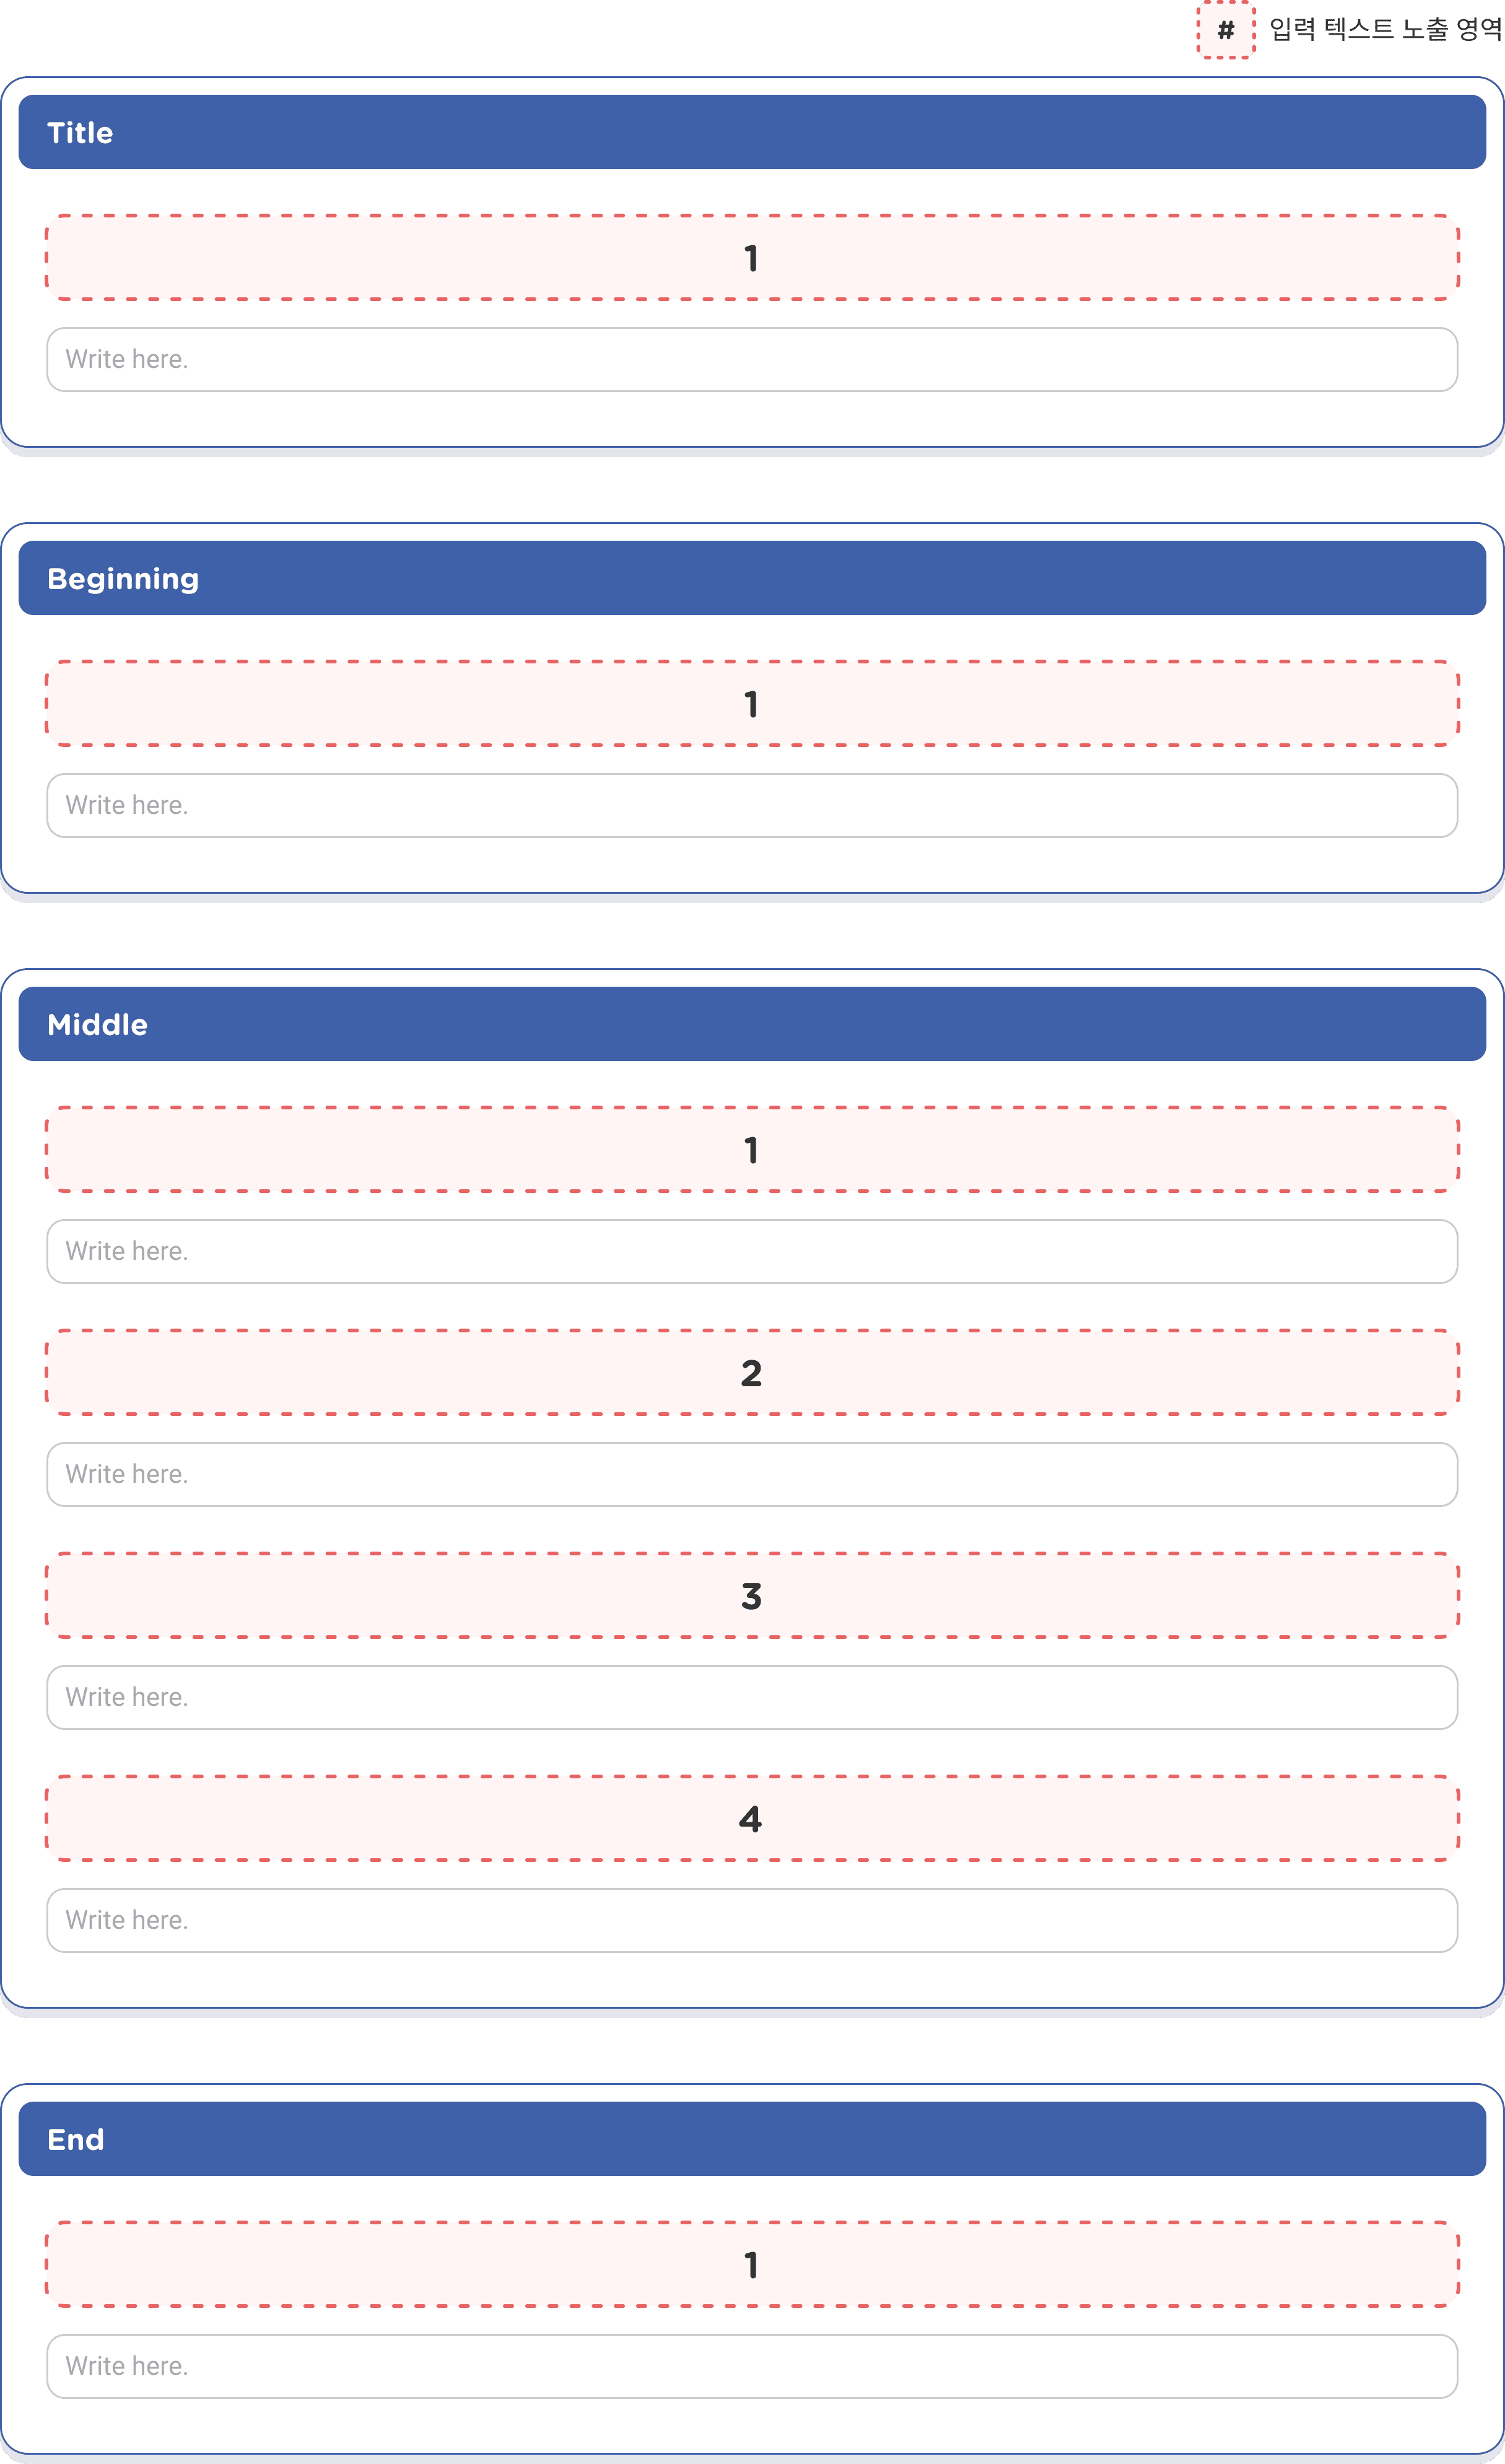 # 입력 텍스트 노출 영역
Title
1
Write here.
Beginning
1
Write here.
Middle
1
Write here.
2
Write here.
3
Write here.
4
Write here.
End
1
Write here.